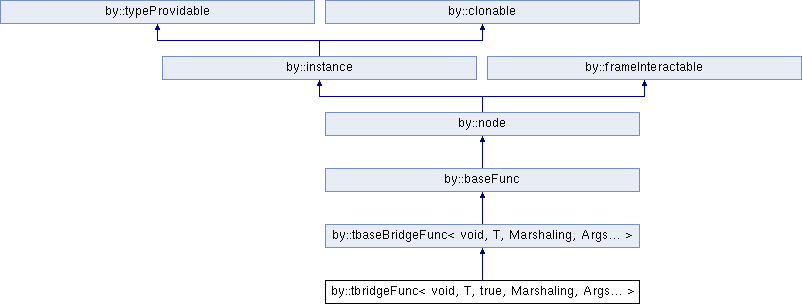 by::typeProvidable
by::clonable
by::instance
by::frameInteractable
by::node
by::baseFunc
by::tbaseBridgeFunc< void, T, Marshaling, Args... >
by::tbridgeFunc< void, T, true, Marshaling, Args... >